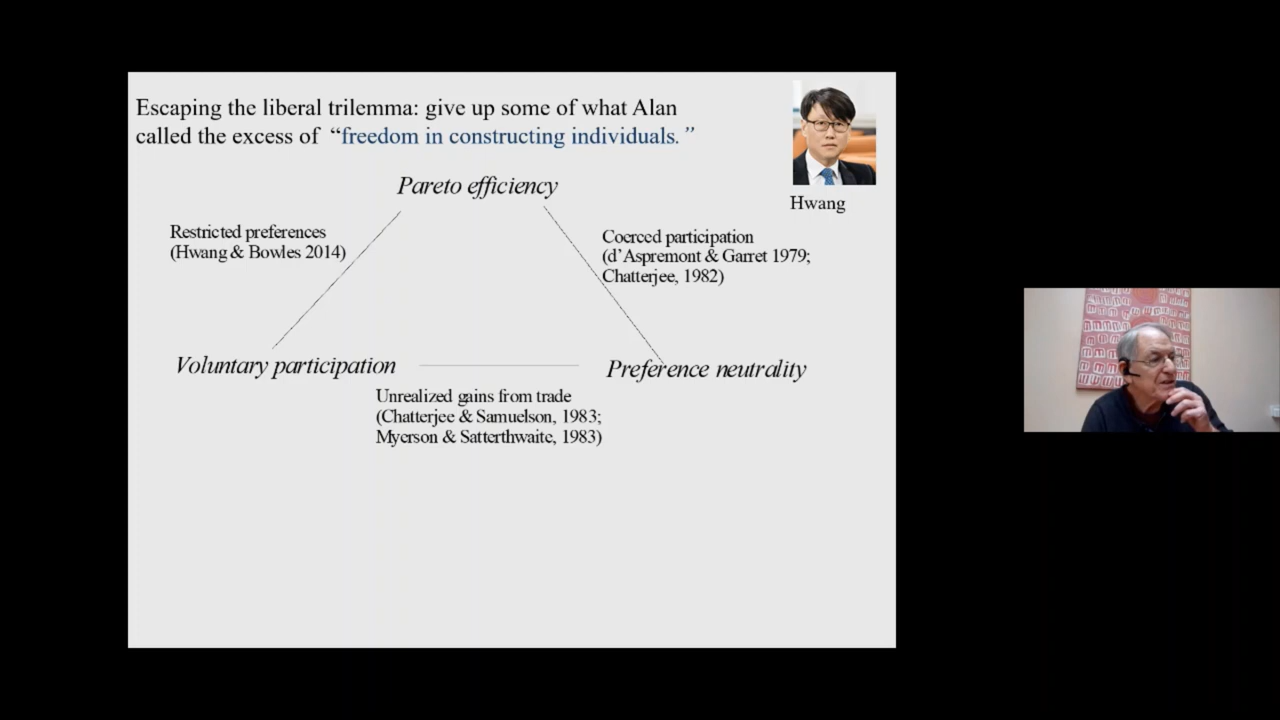 Escaping the liberal trilemma: give up some of what Alan
called the excess of “freedom in constructing individuals.”
Hwang
Pareto efficiency
Restricted preferences
(Hwang & Bowles 2014)
Coerced participation
(d’Aspremont & Garret 1979;
Chatterjee, 1982)
Voluntary participation
Preference neutrality
Unrealized gains from trade
(Chatterjee & Samuelson, 1983;
Myerson & Satterthwaite, 1983)